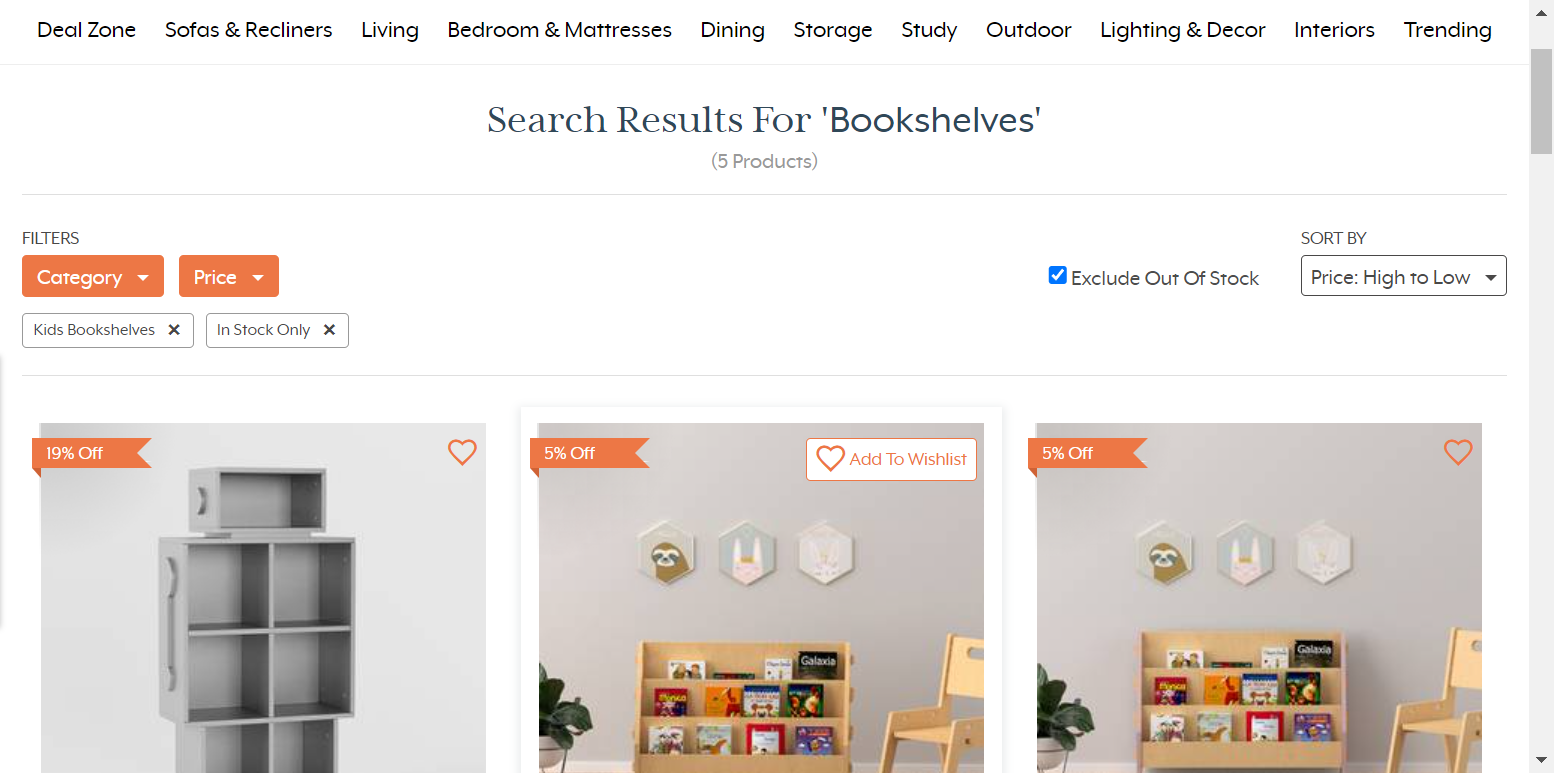 Deal Zone Sofas & Recliners Living Bedroom & Mattresses Dining Storage Study Outdoor Lighting & Decor Interiors Trending
Search Results For 'Bookshelves'
(5 Products)
FILTERS
SORT BY
Category Price
Exclude Out Of Stock
Price: High to Low
Kids Bookshelves × In Stock Only ×
19% Off
5% Off
Add To Wishlist
5% Off
Galaxia
Monica
Galaxia
Monica